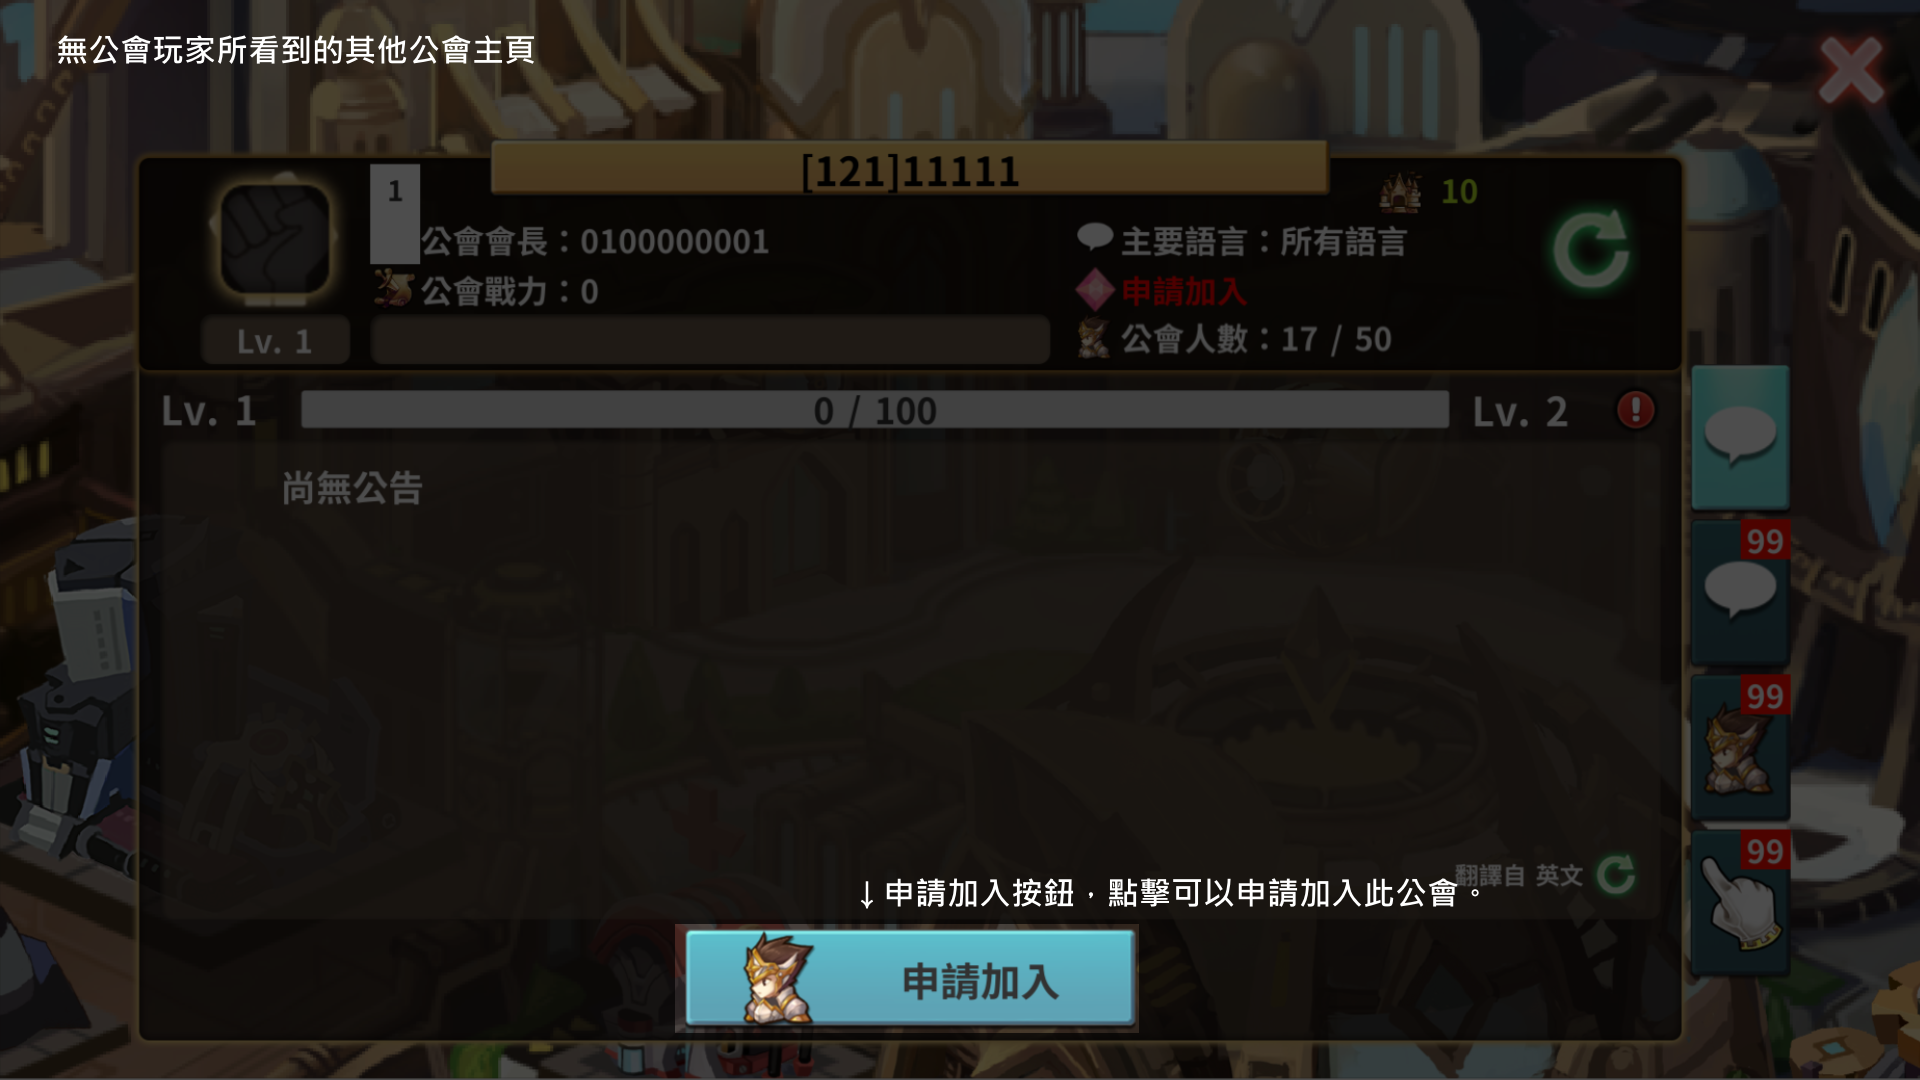 無公會玩家所看到的其他公會主頁
[121]11111
1
10
公會會長：0100000001
主要語言：所有語言
公會戰力：0
申請加入
Lv. 1
公會人數：17 / 50
Lv. 1
0 / 100
Lv. 2
尚無公告
99
99
99
翻譯自 英文
↓申請加入按鈕，點擊可以申請加入此公會。
申請加入